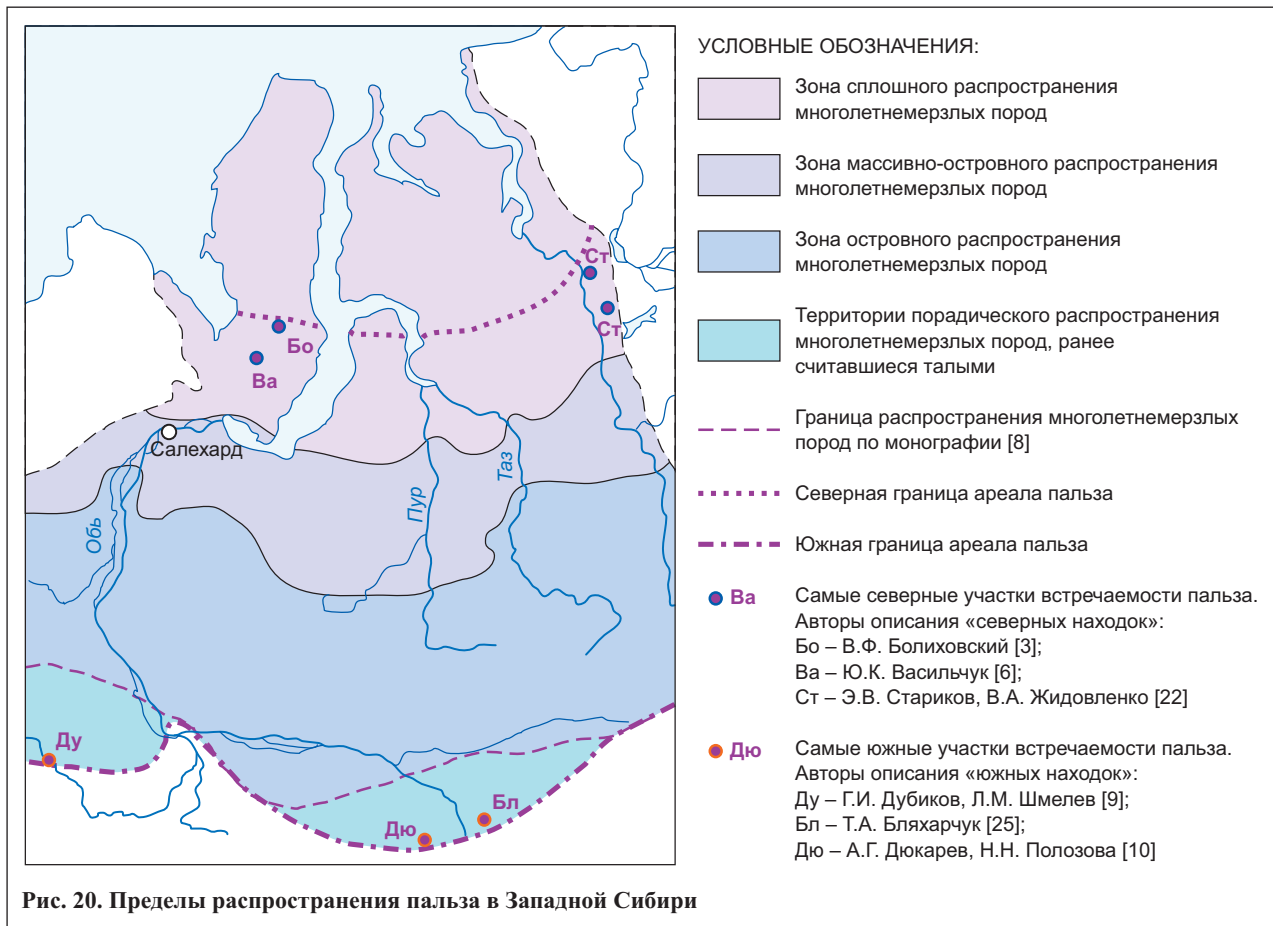 Ст
Ст
Бо
Ва
Салехард
Обь
Пур
Таз
Ду
Бл
Дю
УСЛОВНЫЕ ОБОЗНАЧЕНИЯ:
Зона сплошного распространения
многолетнемерзлых пород
Зона массивно-островного распространения
многолетнемерзлых пород
Зона островного распространения
многолетнемерзлых пород
Территории порадического распространения
многолетнемерзлых пород, ранее
считавшиеся талыми
Граница распространения многолетнемерзлых
пород по монографии [8]
Северная граница ареала пальза
Южная граница ареала пальза
Ва Самые северные участки встречаемости пальза.
Авторы описания «северных находок»:
Бо – В.Ф. Болиховский [3];
Ва – Ю.К. Васильчук [6];
Ст – Э.В. Стариков, В.А. Жидовленко [22]
Дю Самые южные участки встречаемости пальза.
Авторы описания «южных находок»:
Ду – Г.И. Дубиков, Л.М. Шмелев [9];
Бл – Т.А. Бляхарчук [25];
Дю – А.Г. Дюкарев, Н.Н. Полозова [10]
Рис. 20. Пределы распространения пальза в Западной Сибири